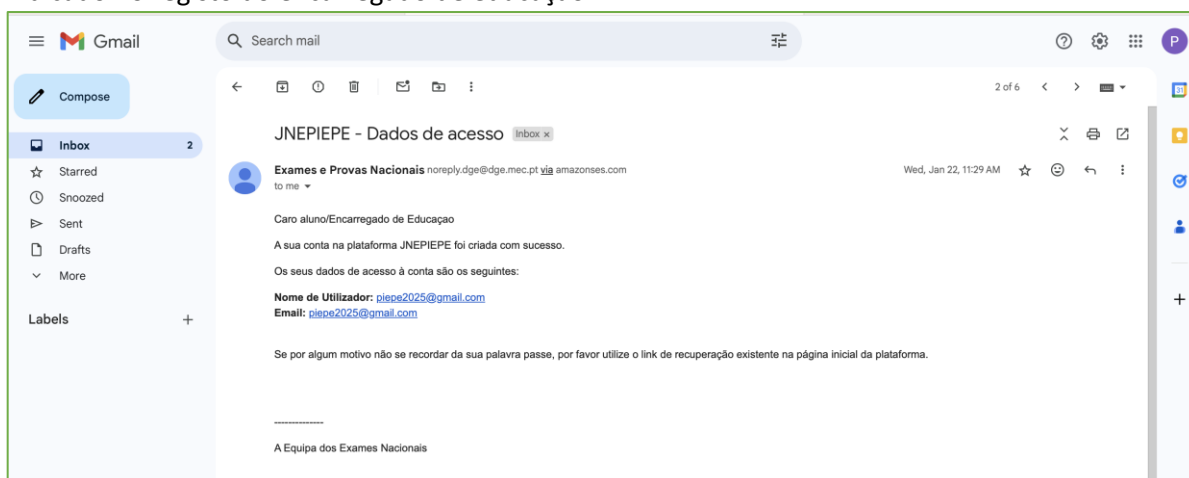 Gmail
Search mail
P
Compose
2 of 6
31
Inbox 2
Starred
Snoozed
Sent
Drafts
More
Labels
JNEPIEPE - Dados de acesso Inbox x
Exames e Provas Nacionais noreply.dge@dge.mec.pt via amazonses.com
Wed, Jan 22, 11:29 AM
to me
Caro aluno/Encarregado de Educaçao
A sua conta na plataforma JNEPIEPE foi criada com sucesso.
Os seus dados de acesso à conta são os seguintes:
Nome de Utilizador: piepe2025@gmail.com
Email: piepe2025@gmail.com
Se por algum motivo não se recordar da sua palavra passe, por favor utilize o link de recuperação existente na página inicial da plataforma.
--------------
A Equipa dos Exames Nacionais